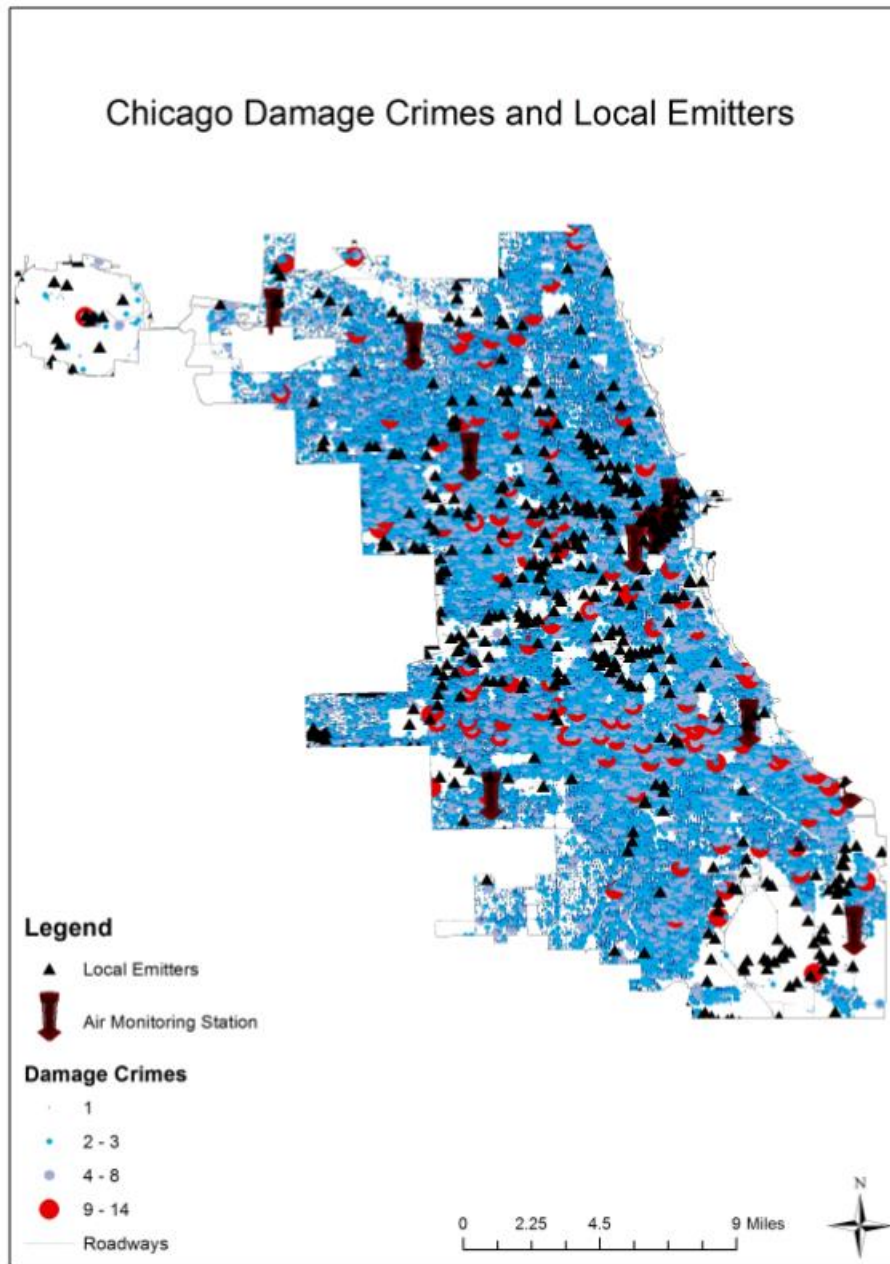 Chicago Damage Crimes and Local Emitters
Legend
Local Emitters
Air Monitoring Station
Damage Crimes
1
2 - 3
4 - 8
9 - 14
Roadways
0 2.25 4.5 9 Miles
N